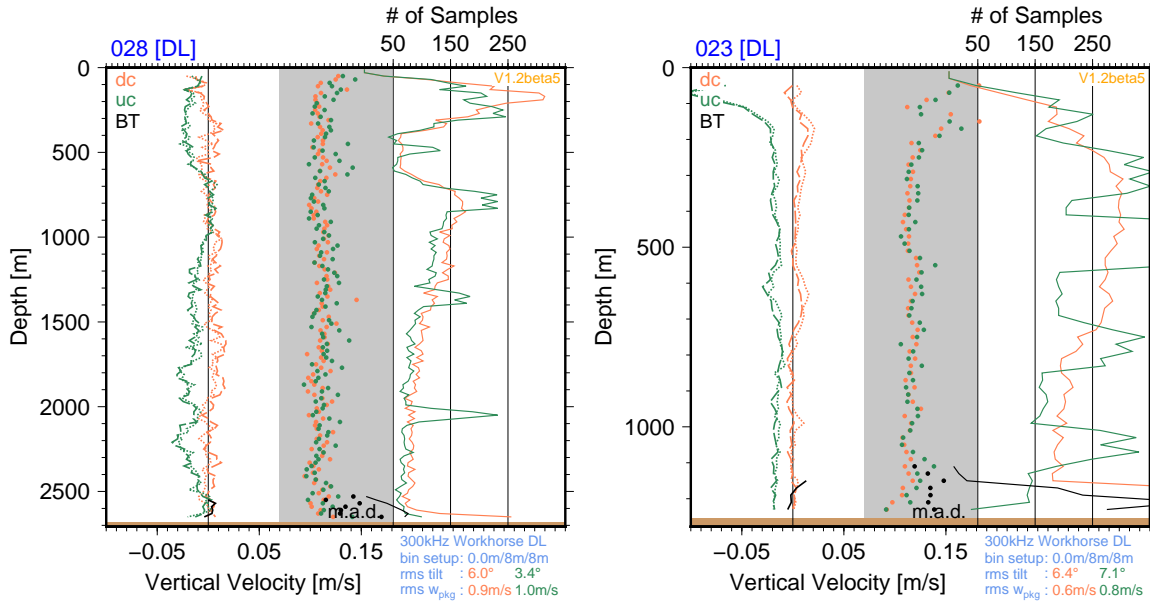 # of Samples
50 150 250
028 [DL]
V1.2beta5
dc
uc
BT
0
500
1000
1500
2000
2500
Depth [m]
m.a.d.
−0.05 0.05 0.15
Vertical Velocity [m/s]
300kHz Workhorse DL
bin setup: 0.0m/8m/8m
rms tilt : 6.0° 3.4°
rms w_pkg : 0.9m/s 1.0m/s
# of Samples
50 150 250
023 [DL]
V1.2beta5
dc
uc
BT
0
500
1000
Depth [m]
m.a.d.
−0.05 0.05 0.15
Vertical Velocity [m/s]
300kHz Workhorse DL
bin setup: 0.0m/8m/8m
rms tilt : 6.4° 7.1°
rms w_pkg : 0.6m/s 0.8m/s